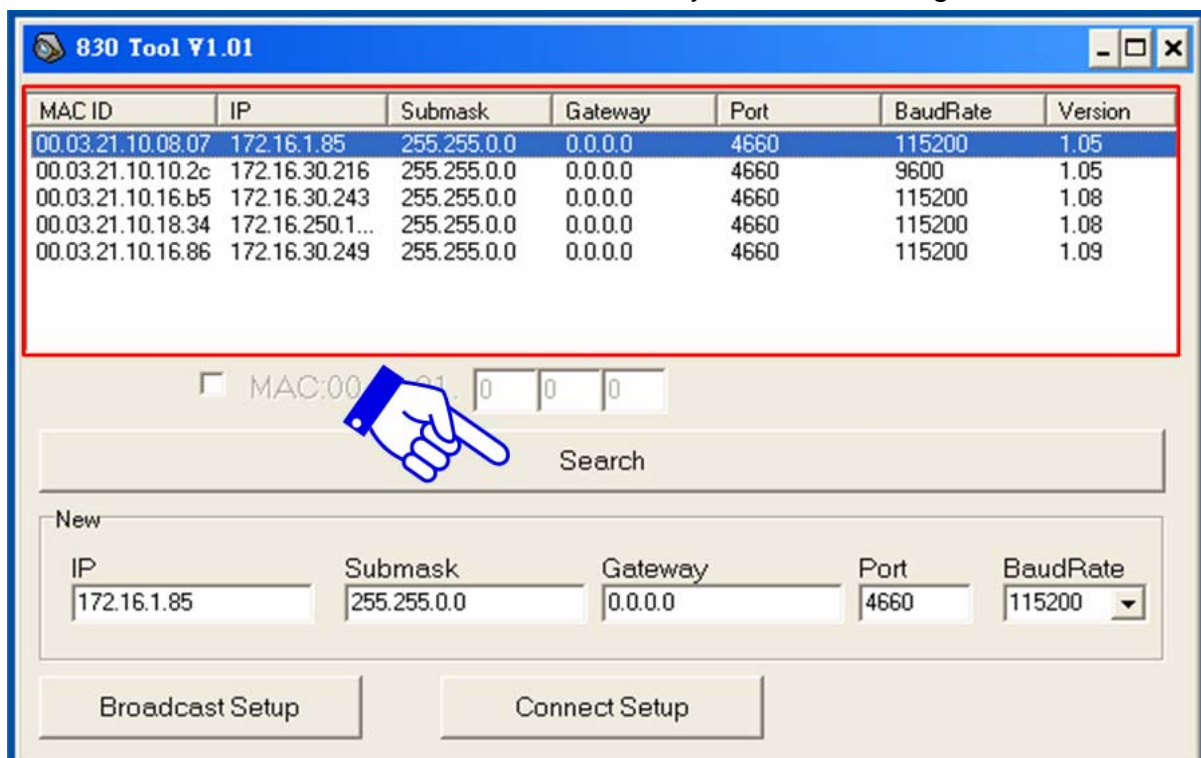 830 Tool V1.01
MAC ID IP Submask Gateway Port BaudRate Version
00.03.21.10.08.07 172.16.1.85 255.255.0.0 0.0.0.0 4660 115200 1.05
00.03.21.10.10.2c 172.16.30.216 255.255.0.0 0.0.0.0 4660 9600 1.05
00.03.21.10.16.b5 172.16.30.243 255.255.0.0 0.0.0.0 4660 115200 1.08
00.03.21.10.18.34 172.16.250.1... 255.255.0.0 0.0.0.0 4660 115200 1.08
00.03.21.10.16.86 172.16.30.249 255.255.0.0 0.0.0.0 4660 115200 1.09
MAC:00 0 0 0
Search
New
IP Submask Gateway Port BaudRate
172.16.1.85 255.255.0.0 0.0.0.0 4660 115200
Broadcast Setup Connect Setup